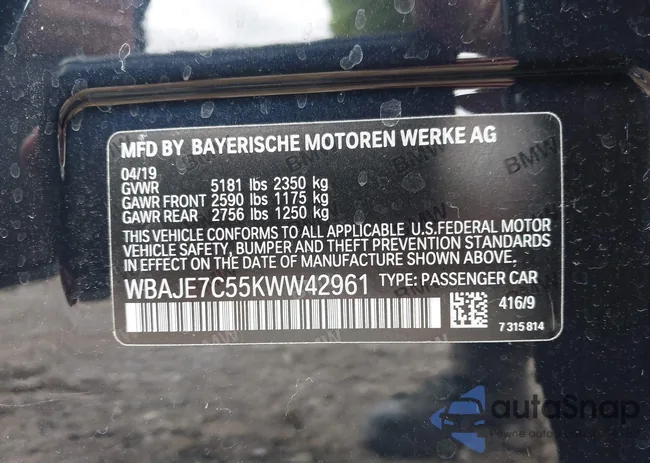 MFD BY BAYERISCHE MOTOREN WERKE AG
04/19
GVWR 5181 lbs 2350 kg
GAWR FRONT 2590 lbs 1175 kg
GAWR REAR 2756 lbs 1250 kg
THIS VEHICLE CONFORMS TO ALL APPLICABLE U.S.FEDERAL MOTOR
VEHICLE SAFETY, BUMPER AND THEFT PREVENTION STANDARDS
IN EFFECT ON THE DATE OF MANUFACTURE SHOWN ABOVE.
WBAJE7C55KWW42961 TYPE: PASSENGER CAR
416/9
7 315 814
BMW
autoSnap